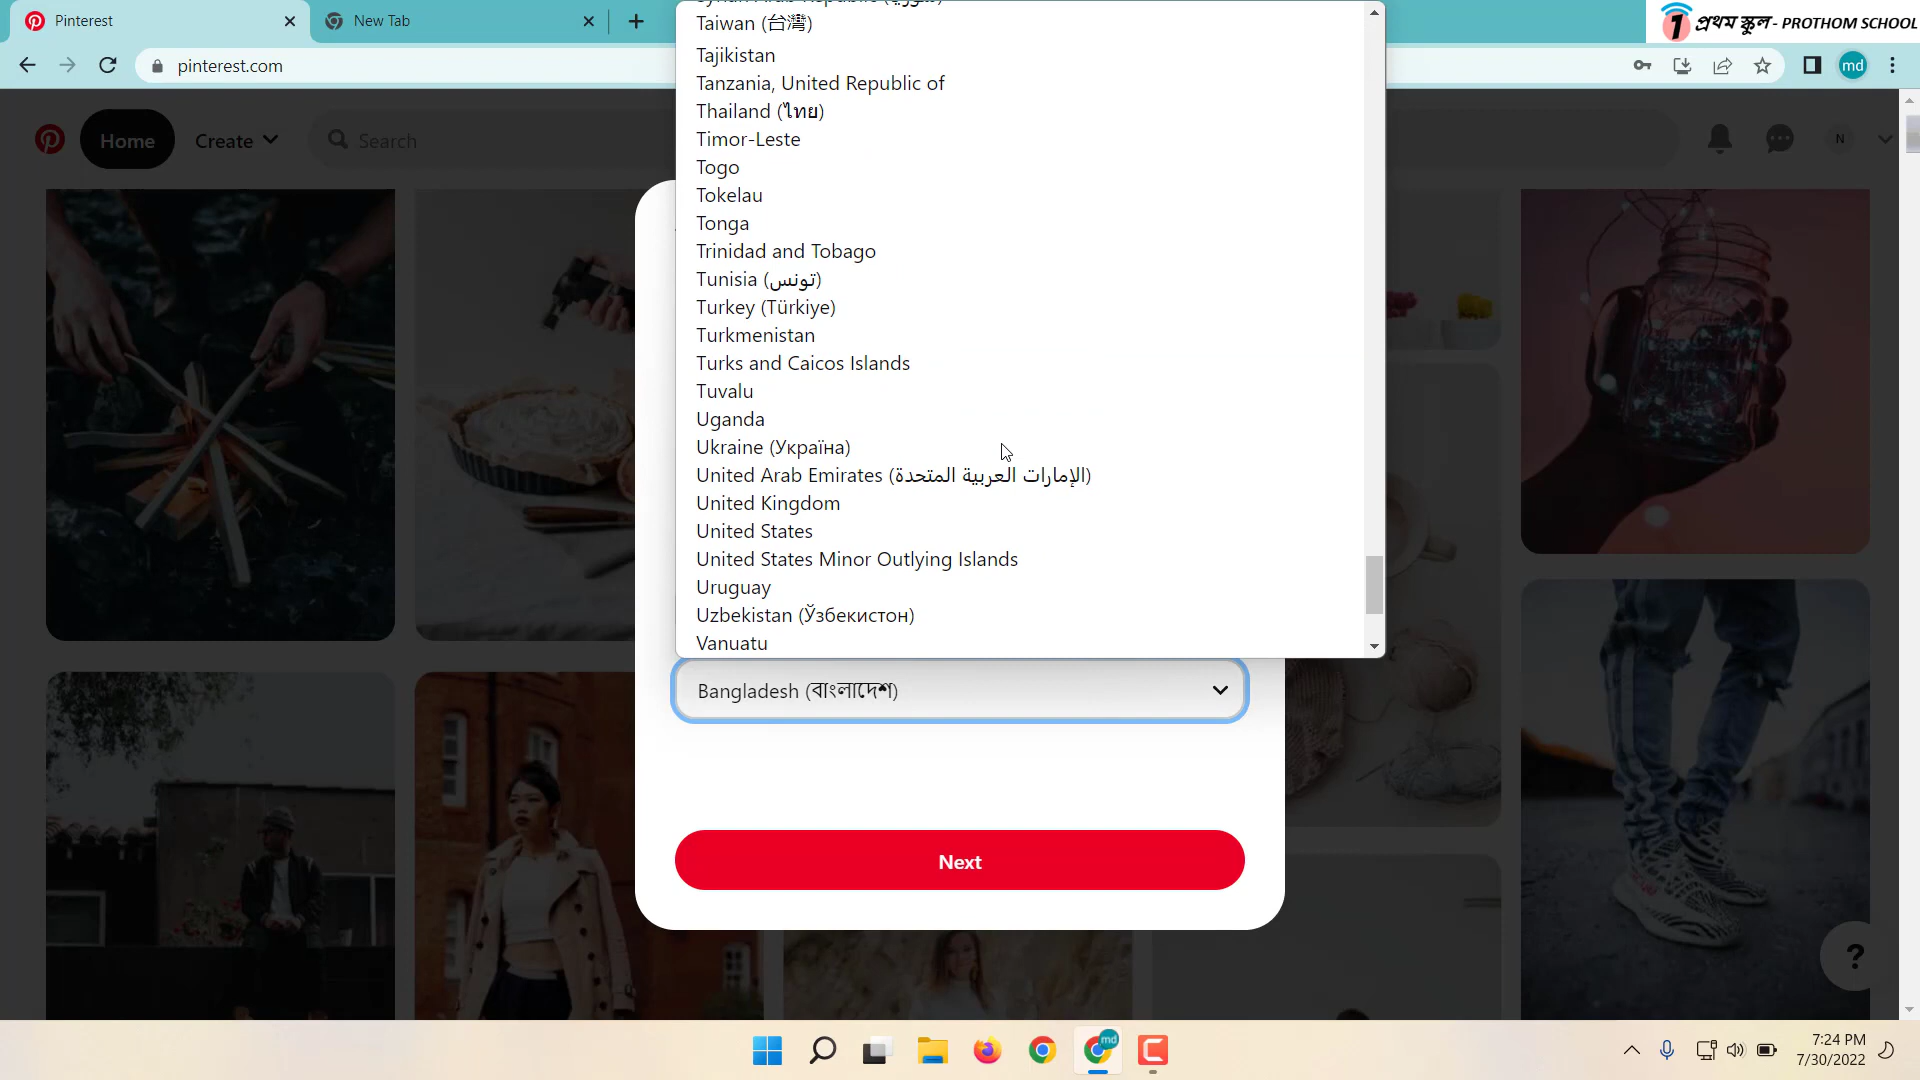 Pinterest
New Tab
1 প্রথম স্কুল - PROTHOM SCHOOL
pinterest.com
md
Home
Create
Search
N
Taiwan (台灣)
Tajikistan
Tanzania, United Republic of
Thailand (ไทย)
Timor-Leste
Togo
Tokelau
Tonga
Trinidad and Tobago
Tunisia (تونس)
Turkey (Türkiye)
Turkmenistan
Turks and Caicos Islands
Tuvalu
Uganda
Ukraine (Україна)
United Arab Emirates (الإمارات العربية المتحدة)
United Kingdom
United States
United States Minor Outlying Islands
Uruguay
Uzbekistan (Ўзбекистон)
Vanuatu
Bangladesh (বাংলাদেশ)
Next
?
md
7:24 PM
7/30/2022